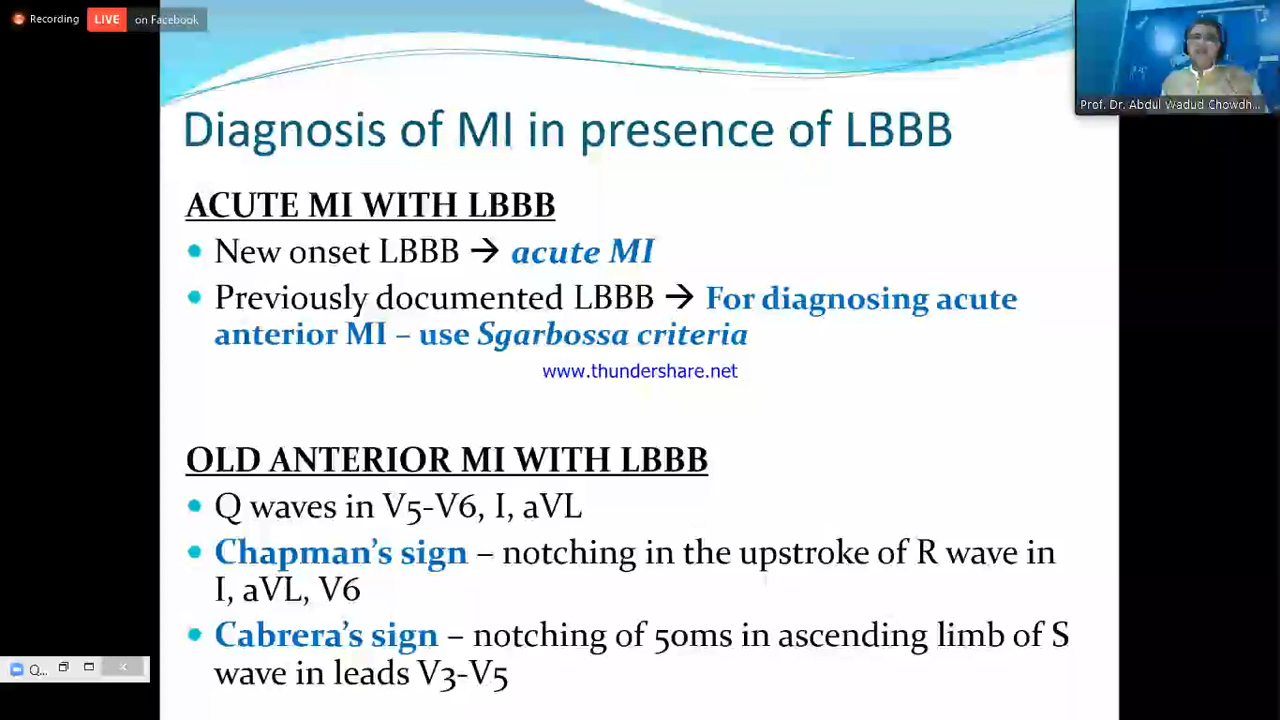 Recording LIVE on Facebook
Prof. Dr. Abdul Wadud Chowdh...
Diagnosis of MI in presence of LBBB
ACUTE MI WITH LBBB
• New onset LBBB → acute MI
• Previously documented LBBB → For diagnosing acute
anterior MI – use Sgarbossa criteria
www.thundershare.net
OLD ANTERIOR MI WITH LBBB
• Q waves in V5-V6, I, aVL
• Chapman's sign – notching in the upstroke of R wave in
I, aVL, V6
• Cabrera's sign – notching of 50ms in ascending limb of S
wave in leads V3-V5
Q...